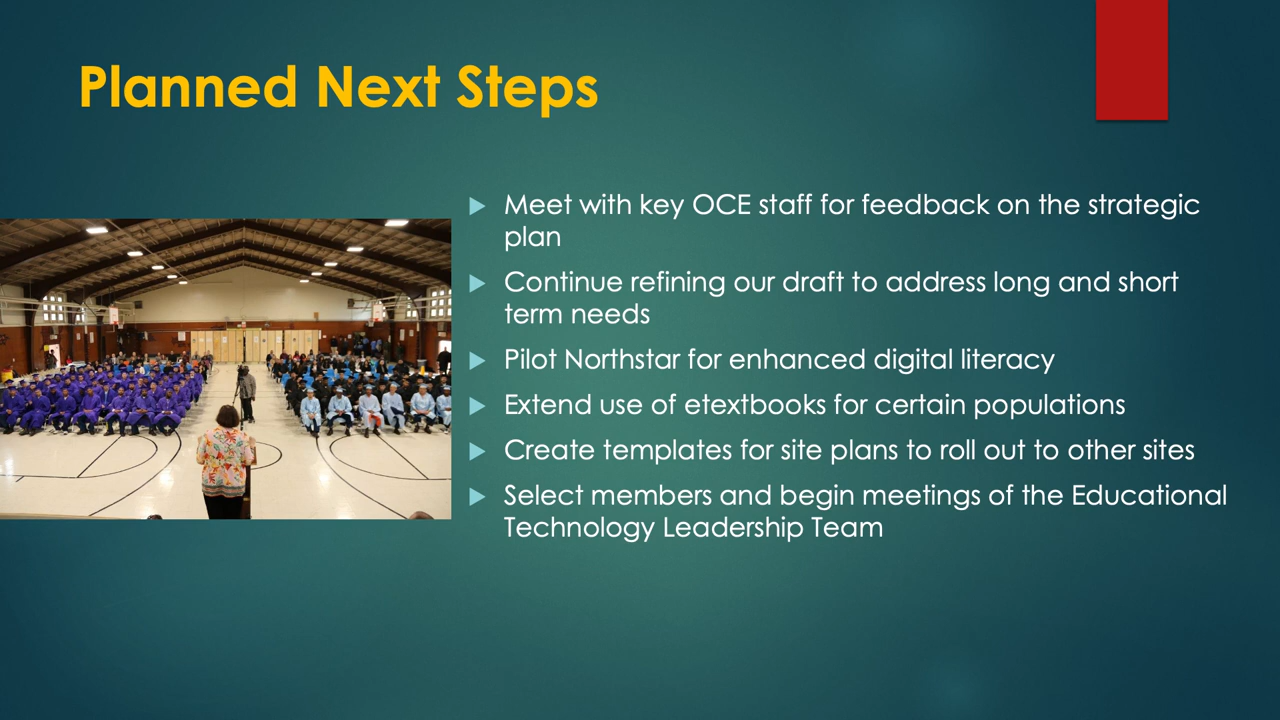 Planned Next Steps
Meet with key OCE staff for feedback on the strategic
plan
Continue refining our draft to address long and short
term needs
Pilot Northstar for enhanced digital literacy
Extend use of etextbooks for certain populations
Create templates for site plans to roll out to other sites
Select members and begin meetings of the Educational
Technology Leadership Team